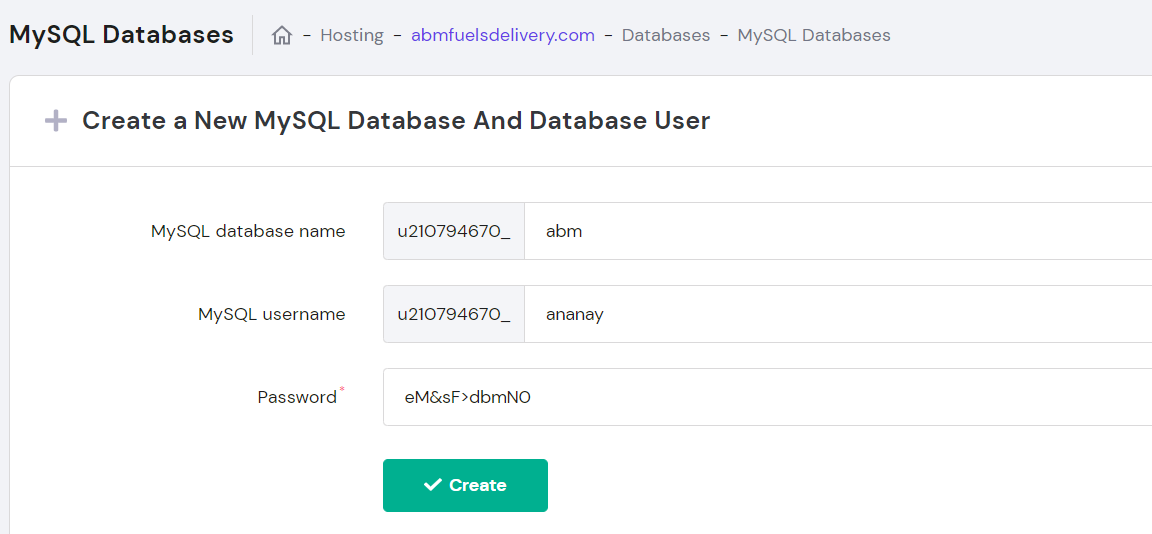 MySQL Databases - Hosting - abmfuelsdelivery.com - Databases - MySQL Databases
Create a New MySQL Database And Database User
MySQL database name u210794670_ abm
MySQL username u210794670_ ananay
Password* eM&sF>dbmN0
Create